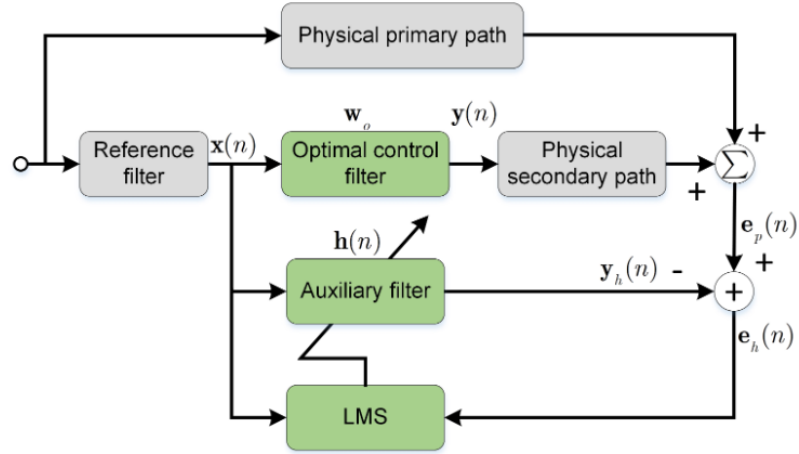 Physical primary path
+
w_o
y(n)
x(n)
Reference
filter
Optimal control
filter
Physical
secondary path
∑
+
e_p(n)
h(n)
+
y_h(n) -
Auxiliary filter
+
e_h(n)
LMS